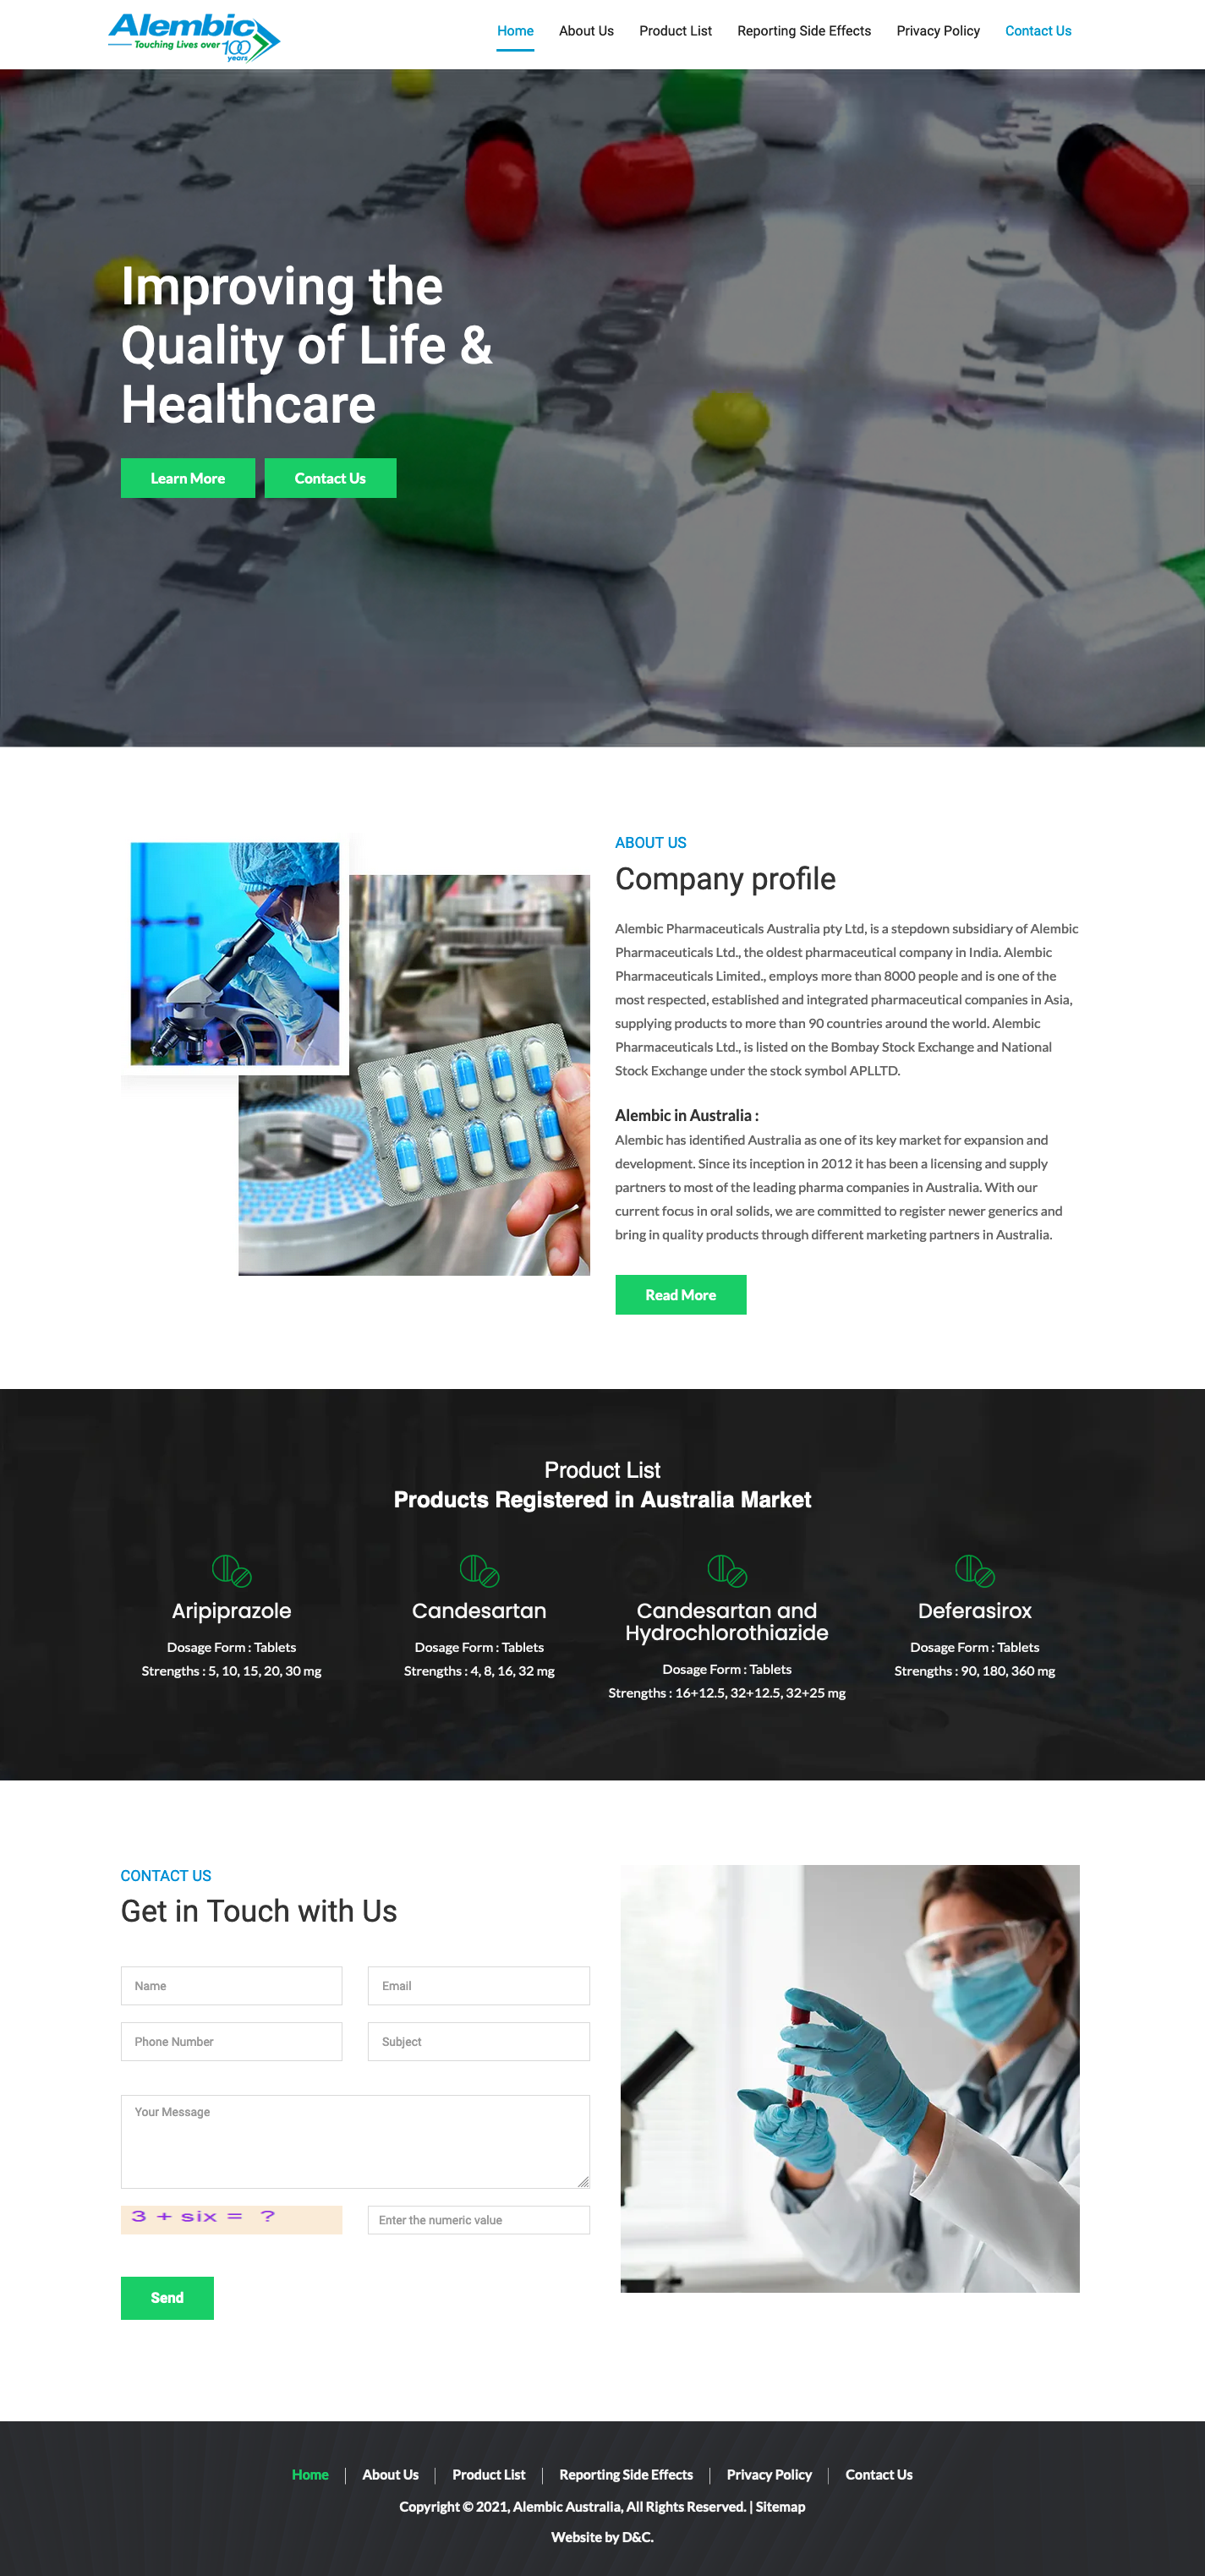 Alembic
Touching Lives over 100 years
Home About Us Product List Reporting Side Effects Privacy Policy Contact Us
Improving the
Quality of Life &
Healthcare
Learn More Contact Us
ABOUT US
Company profile
Alembic Pharmaceuticals Australia pty Ltd, is a stepdown subsidiary of Alembic
Pharmaceuticals Ltd., the oldest pharmaceutical company in India. Alembic
Pharmaceuticals Limited., employs more than 8000 people and is one of the
most respected, established and integrated pharmaceutical companies in Asia,
supplying products to more than 90 countries around the world. Alembic
Pharmaceuticals Ltd., is listed on the Bombay Stock Exchange and National
Stock Exchange under the stock symbol APLLTD.
Alembic in Australia :
Alembic has identified Australia as one of its key market for expansion and
development. Since its inception in 2012 it has been a licensing and supply
partners to most of the leading pharma companies in Australia. With our
current focus in oral solids, we are committed to register newer generics and
bring in quality products through different marketing partners in Australia.
Read More
Product List
Products Registered in Australia Market
Aripiprazole
Dosage Form : Tablets
Strengths : 5, 10, 15, 20, 30 mg
Candesartan
Dosage Form : Tablets
Strengths : 4, 8, 16, 32 mg
Candesartan and
Hydrochlorothiazide
Dosage Form : Tablets
Strengths : 16+12.5, 32+12.5, 32+25 mg
Deferasirox
Dosage Form : Tablets
Strengths : 90, 180, 360 mg
CONTACT US
Get in Touch with Us
Name Email
Phone Number Subject
Your Message
3 + six = ? Enter the numeric value
Send
Home About Us Product List Reporting Side Effects Privacy Policy Contact Us
Copyright © 2021, Alembic Australia, All Rights Reserved. | Sitemap
Website by D&C.